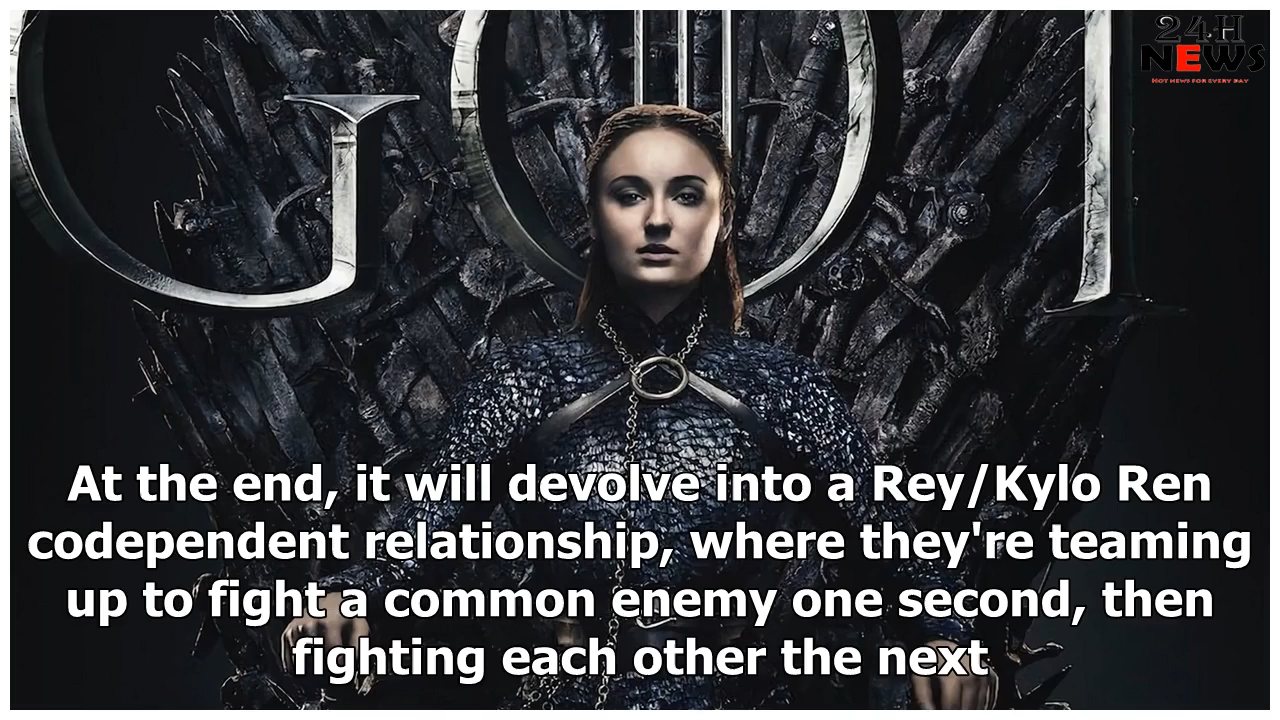 24H
NEWS
HOT NEWS FOR EVERY DAY
GOT
At the end, it will devolve into a Rey/Kylo Ren
codependent relationship, where they're teaming
up to fight a common enemy one second, then
fighting each other the next